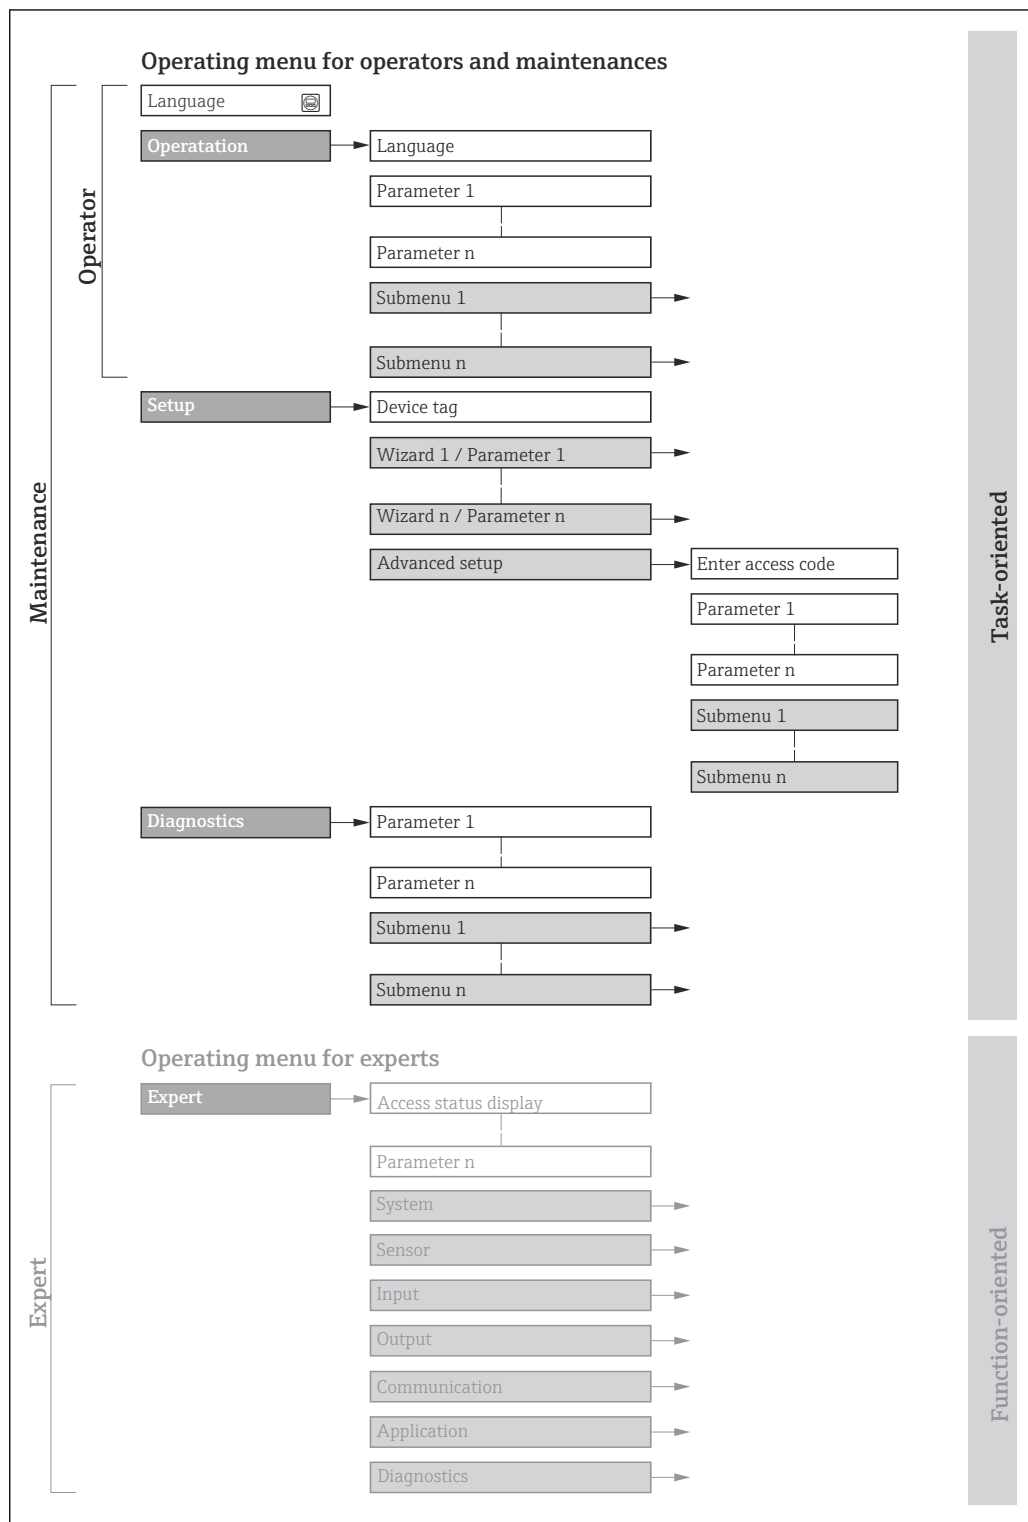 Operating menu for operators and maintenances
Language
Operatation
Language
Parameter 1
Parameter n
Submenu 1
Submenu n
Operator
Setup
Device tag
Wizard 1 / Parameter 1
Wizard n / Parameter n
Advanced setup
Enter access code
Parameter 1
Parameter n
Submenu 1
Submenu n
Maintenance
Task-oriented
Diagnostics
Parameter 1
Parameter n
Submenu 1
Submenu n
Operating menu for experts
Expert
Access status display
Parameter n
System
Sensor
Input
Output
Communication
Application
Diagnostics
Expert
Function-oriented